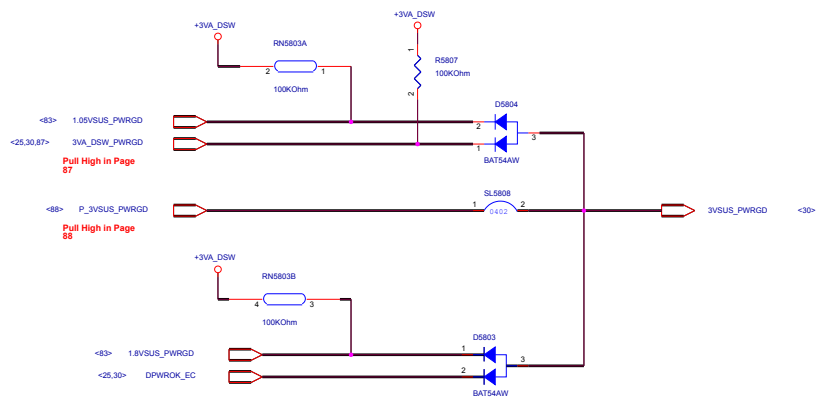 +3VA_DSW
+3VA_DSW
RN5803A
R5807
100KOhm
1
2
2
1
100KOhm
D5804
<83> 1.05VSUS_PWRGD
2
3
<25,30,87> 3VA_DSW_PWRGD
1
BAT54AW
Pull High in Page
87
SL5808
<88> P_3VSUS_PWRGD
1
2
0402
3VSUS_PWRGD <30>
Pull High in Page
88
+3VA_DSW
RN5803B
4
3
100KOhm
D5803
<83> 1.8VSUS_PWRGD
1
3
<25,30> DPWROK_EC
2
BAT54AW